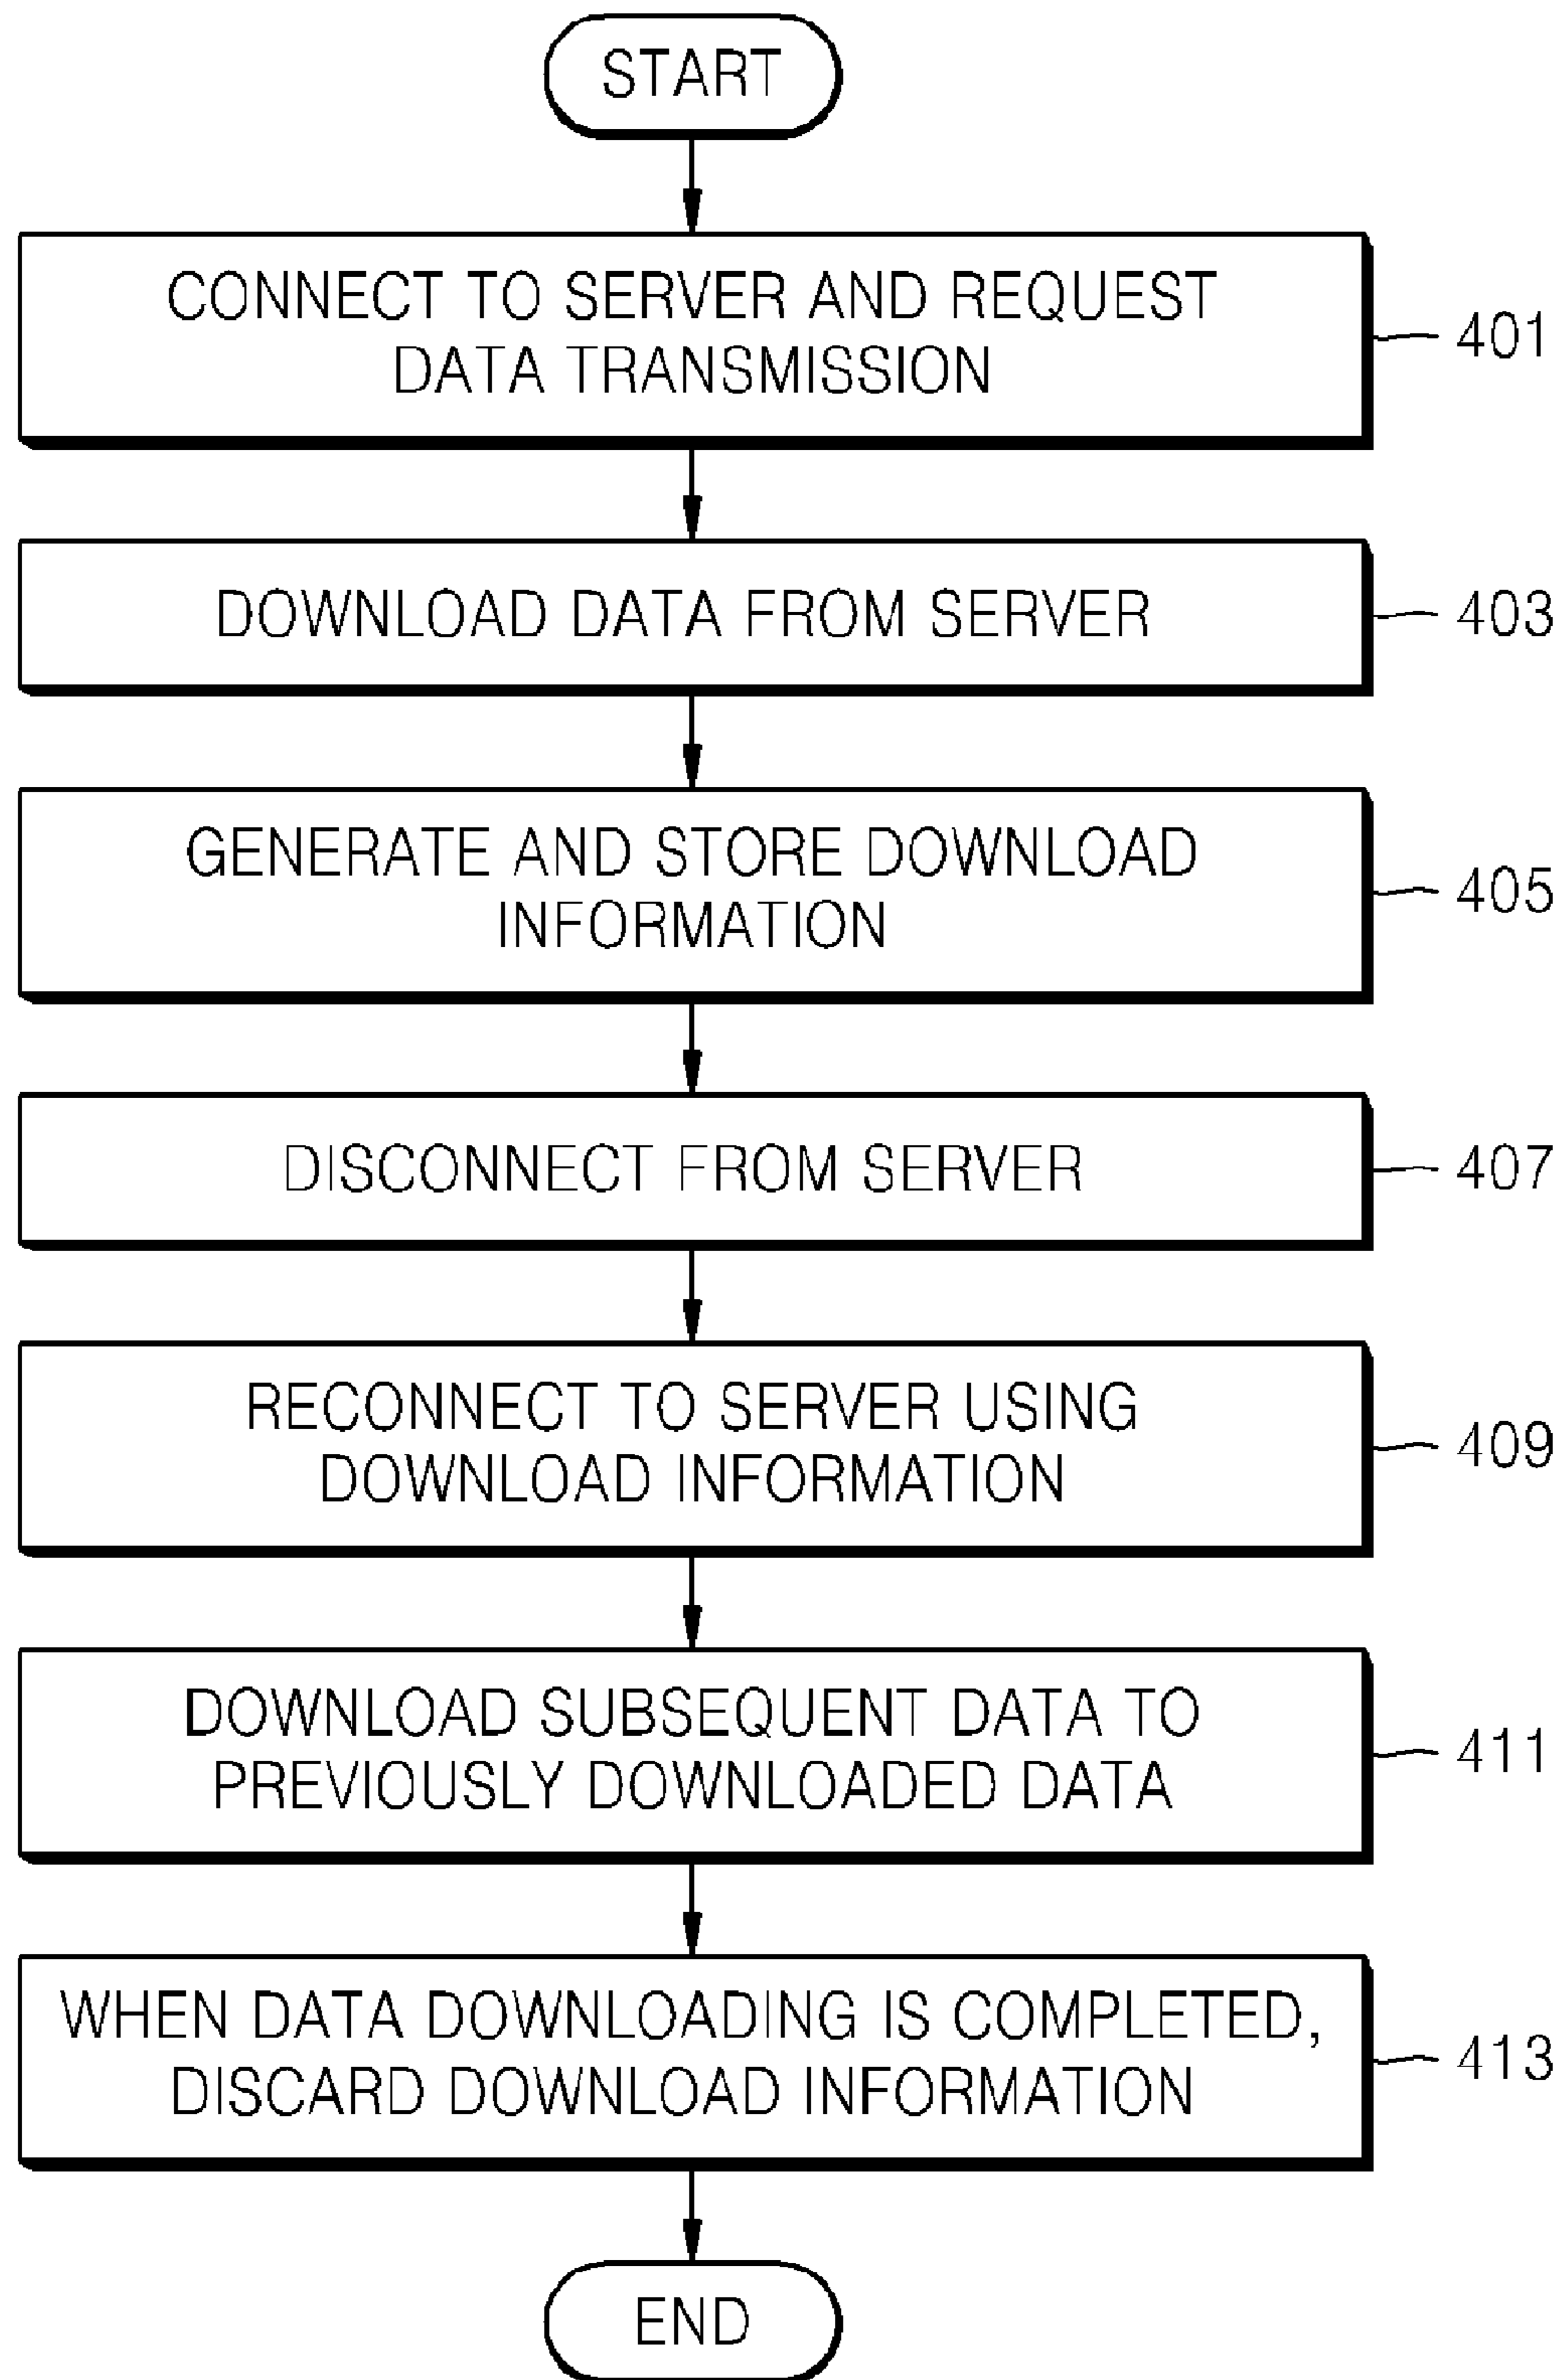 START
CONNECT TO SERVER AND REQUEST
DATA TRANSMISSION
401
DOWNLOAD DATA FROM SERVER
403
GENERATE AND STORE DOWNLOAD
INFORMATION
405
DISCONNECT FROM SERVER
407
RECONNECT TO SERVER USING
DOWNLOAD INFORMATION
409
DOWNLOAD SUBSEQUENT DATA TO
PREVIOUSLY DOWNLOADED DATA
411
WHEN DATA DOWNLOADING IS COMPLETED,
DISCARD DOWNLOAD INFORMATION
413
END